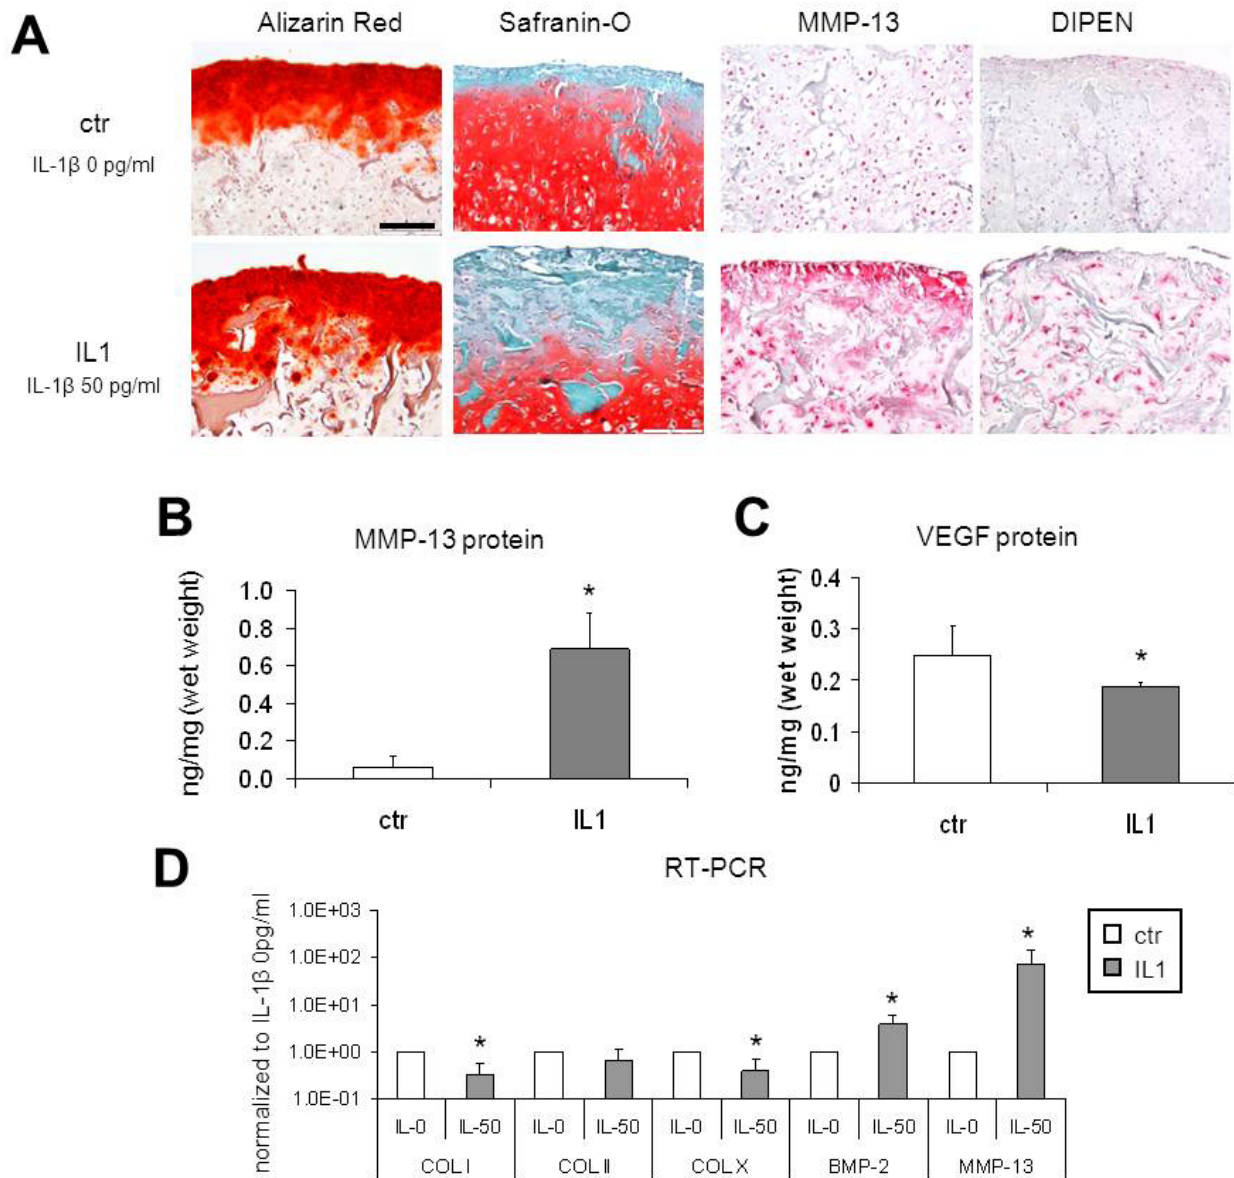 A
Alizarin Red Safranin-O MMP-13 DIPEN
ctr
IL-1β 0 pg/ml
IL1
IL-1β 50 pg/ml
B
MMP-13 protein
ng/mg (wet weight)
1.0
0.8
0.6
0.4
0.2
0.0
*
ctr IL1
C
VEGF protein
ng/mg (wet weight)
0.4
0.3
0.2
0.1
0
*
ctr IL1
D
RT-PCR
normalized to IL-1β 0pg/ml
1.0E+03
1.0E+02
1.0E+01
1.0E+00
1.0E-01
* * * *
IL-0 IL-50 IL-0 IL-50 IL-0 IL-50 IL-0 IL-50 IL-0 IL-50
COL I COL II COL X BMP-2 MMP-13
ctr
IL1